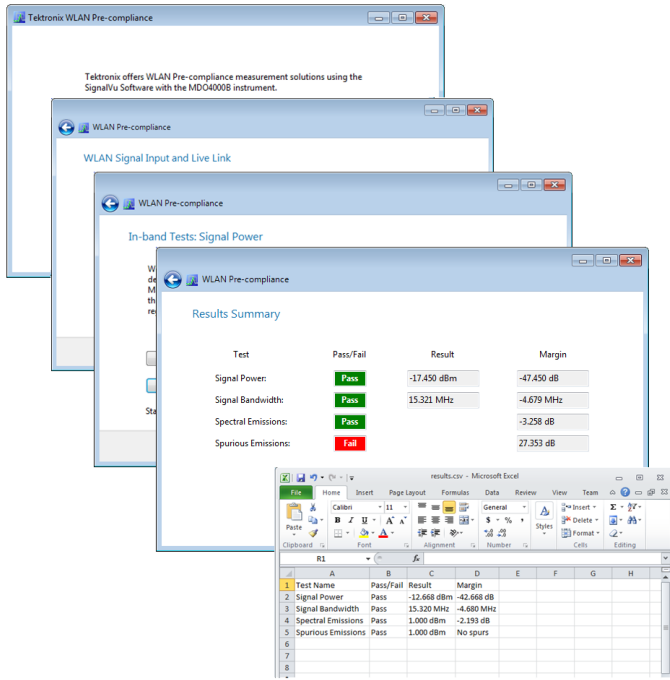 Tektronix WLAN Pre-compliance
Tektronix offers WLAN Pre-compliance measurement solutions using the
SignalVu Software with the MDO4000B instrument.
WLAN Pre-compliance
WLAN Signal Input and Live Link
WLAN Pre-compliance
In-band Tests: Signal Power
WLAN Pre-compliance
Results Summary
Test Pass/Fail Result Margin
Signal Power: Pass -17.450 dBm -47.450 dB
Signal Bandwidth: Pass 15.321 MHz -4.679 MHz
Spectral Emissions: Pass -3.258 dB
Spurious Emissions: Fail 27.353 dB
results.csv - Microsoft Excel
File Home Insert Page Layout Formulas Data Review View Team
Calibri 11 General Insert
Paste B I U A A $ % , Styles Delete
Format
Clipboard Font Alignment Number Cells Editing
R1 fx
A B C D E F G H
1 Test Name Pass/Fail Result Margin
2 Signal Power Pass -12.668 dBm -42.668 dB
3 Signal Bandwidth Pass 15.320 MHz -4.680 MHz
4 Spectral Emissions Pass 1.000 dBm -2.193 dB
5 Spurious Emissions Pass 1.000 dBm No spurs
6
7
8